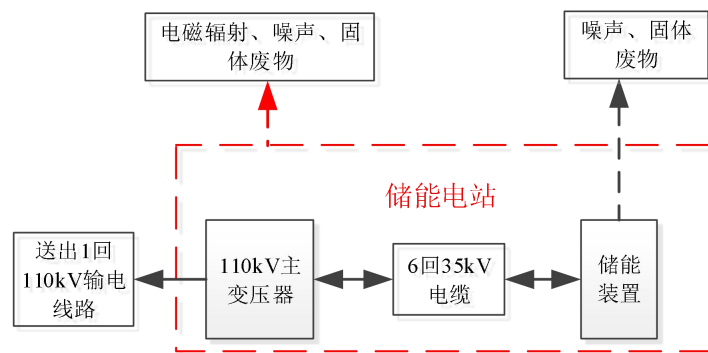 电磁辐射、噪声、固
体废物
噪声、固体
废物
储能电站
送出1回
110kV输电
线路
110kV主
变压器
6回35kV
电缆
储能
装置